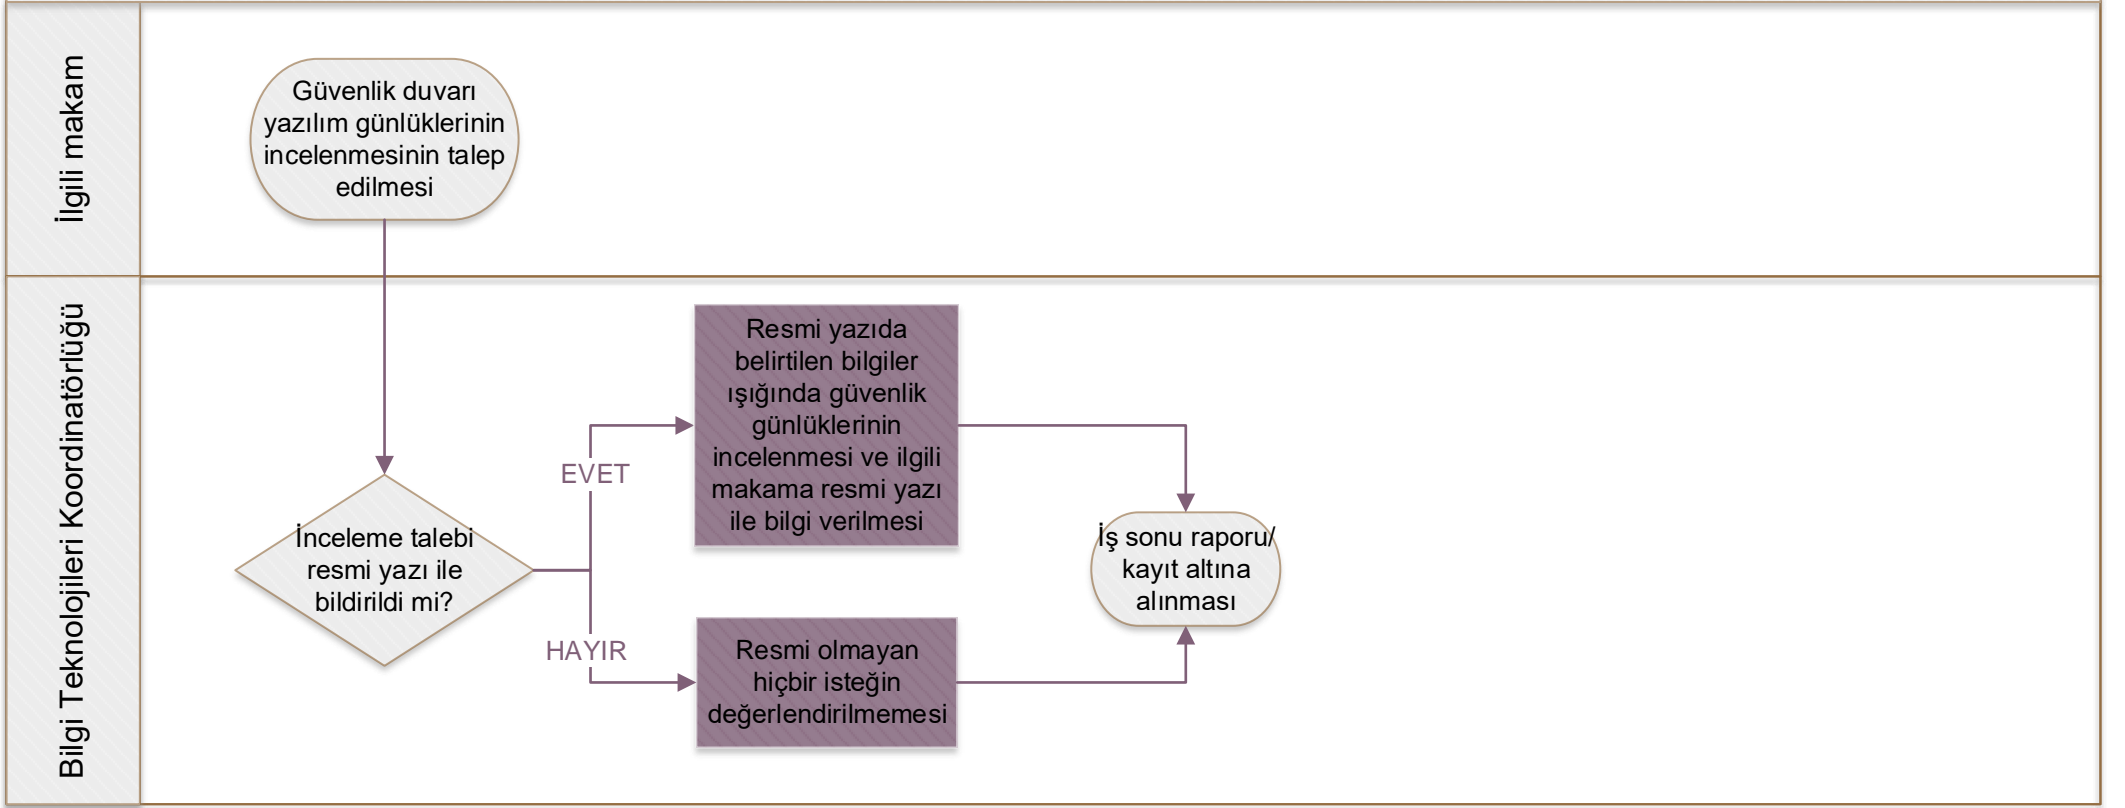 İlgili makam
Güvenlik duvarı
yazılım günlüklerinin
incelenmesinin talep
edilmesi
Bilgi Teknolojileri Koordinatörlüğü
İnceleme talebi
resmi yazı ile
bildirildi mi?
EVET
HAYIR
Resmi yazıda
belirtilen bilgiler
ışığında güvenlik
günlüklerinin
incelenmesi ve ilgili
makama resmi yazı
ile bilgi verilmesi
Resmi olmayan
hiçbir isteğin
değerlendirilmemesi
İş sonu raporu/
kayıt altına
alınması